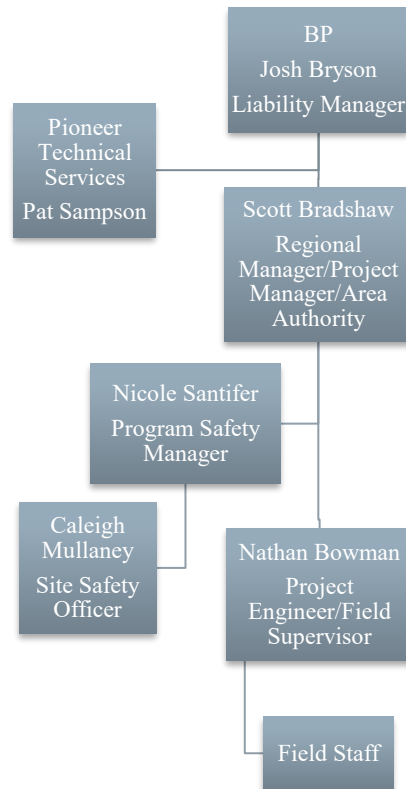 BP
Josh Bryson
Liability Manager
Pioneer
Technical
Services
Pat Sampson
Scott Bradshaw
Regional
Manager/Project
Manager/Area
Authority
Nicole Santifer
Program Safety
Manager
Caleigh
Mullaney
Site Safety
Officer
Nathan Bowman
Project
Engineer/Field
Supervisor
Field Staff